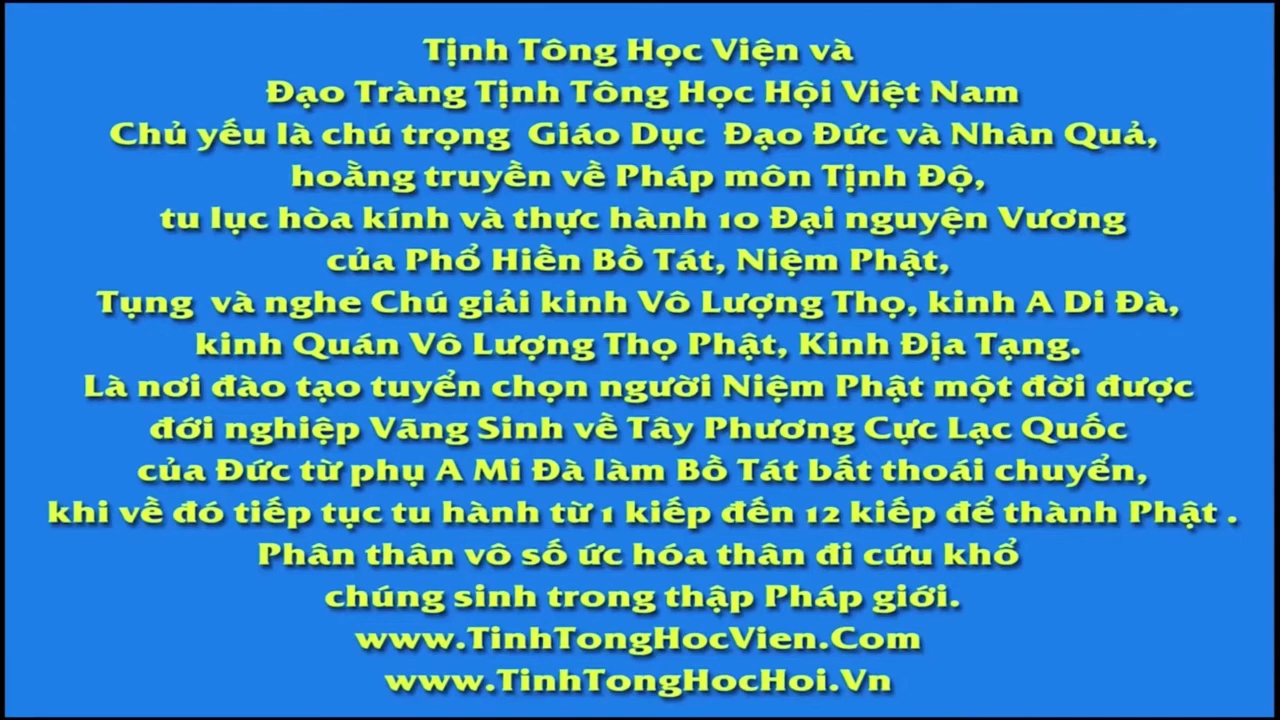 Tịnh Tông Học Viện và
Đạo Tràng Tịnh Tông Học Hội Việt Nam
Chủ yếu là chú trọng Giáo Dục Đạo Đức và Nhân Quả,
hoằng truyền về Pháp môn Tịnh Độ,
tu lục hòa kính và thực hành 10 Đại nguyện Vương
của Phổ Hiền Bồ Tát, Niệm Phật,
Tụng và nghe Chú giải kinh Vô Lượng Thọ, kinh A Di Đà,
kinh Quán Vô Lượng Thọ Phật, Kinh Địa Tạng.
Là nơi đào tạo tuyển chọn người Niệm Phật một đời được
đới nghiệp Vãng Sinh về Tây Phương Cực Lạc Quốc
của Đức từ phụ A Mi Đà làm Bồ Tát bất thoái chuyển,
khi về đó tiếp tục tu hành từ 1 kiếp đến 12 kiếp để thành Phật .
Phân thân vô số ức hóa thân đi cứu khổ
chúng sinh trong thập Pháp giới.
www.TinhTongHocVien.Com
www.TinhTongHocHoi.Vn